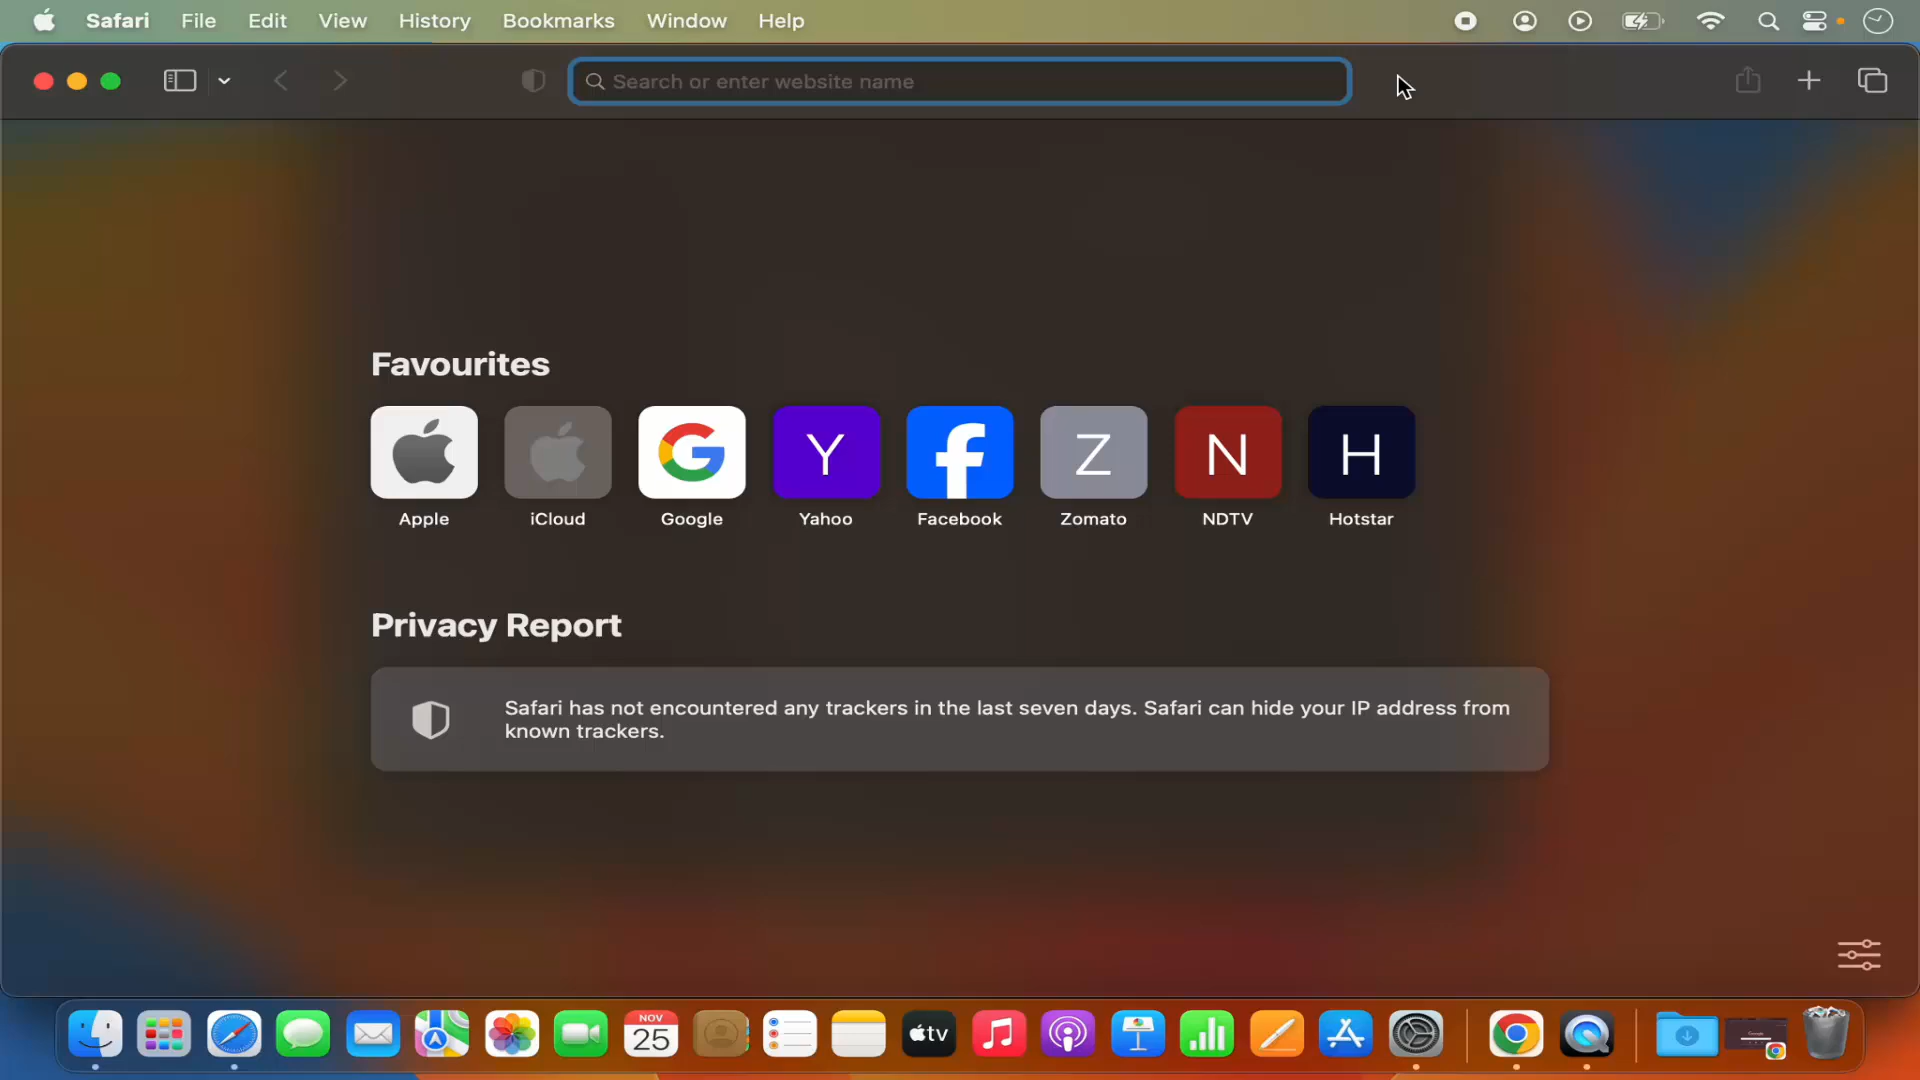 Safari File Edit View History Bookmarks Window Help
Search or enter website name
Favourites
Y Z N H
Apple iCloud Google Yahoo Facebook Zomato NDTV Hotstar
Privacy Report
Safari has not encountered any trackers in the last seven days. Safari can hide your IP address from
known trackers.
NOV
25
tv